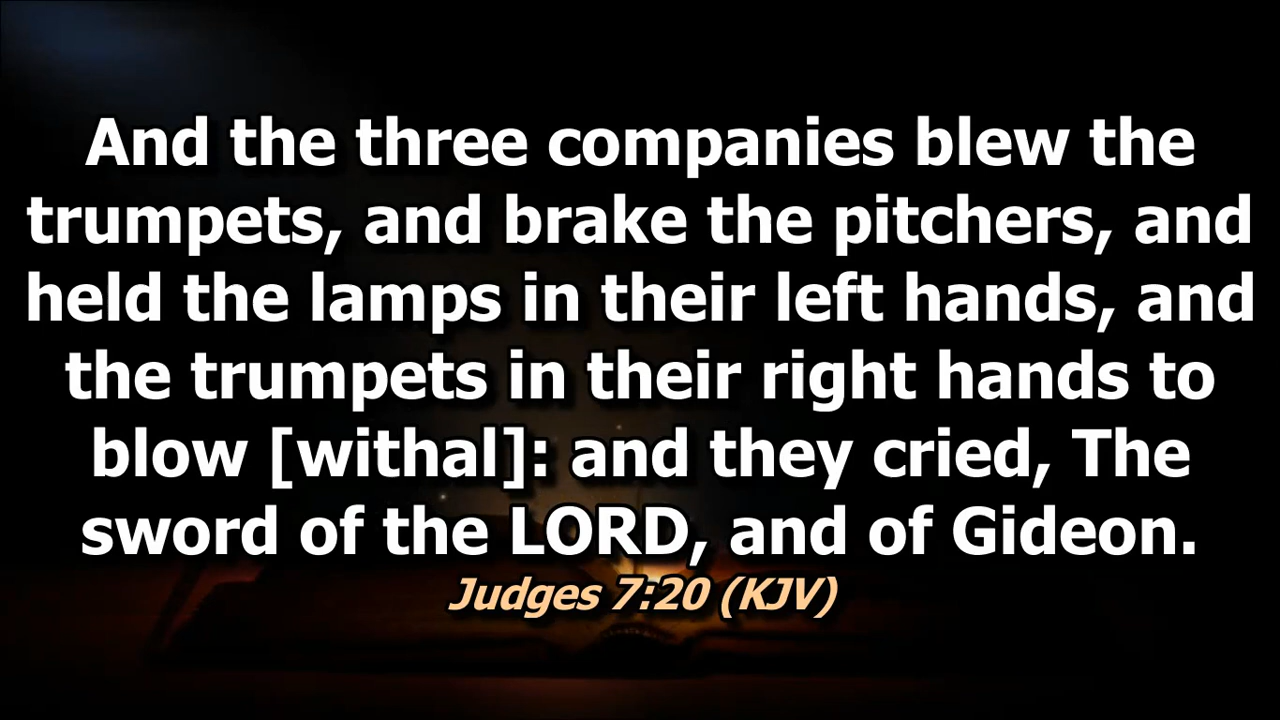 And the three companies blew the
trumpets, and brake the pitchers, and
held the lamps in their left hands, and
the trumpets in their right hands to
blow [withal]: and they cried, The
sword of the LORD, and of Gideon.
Judges 7:20 (KJV)